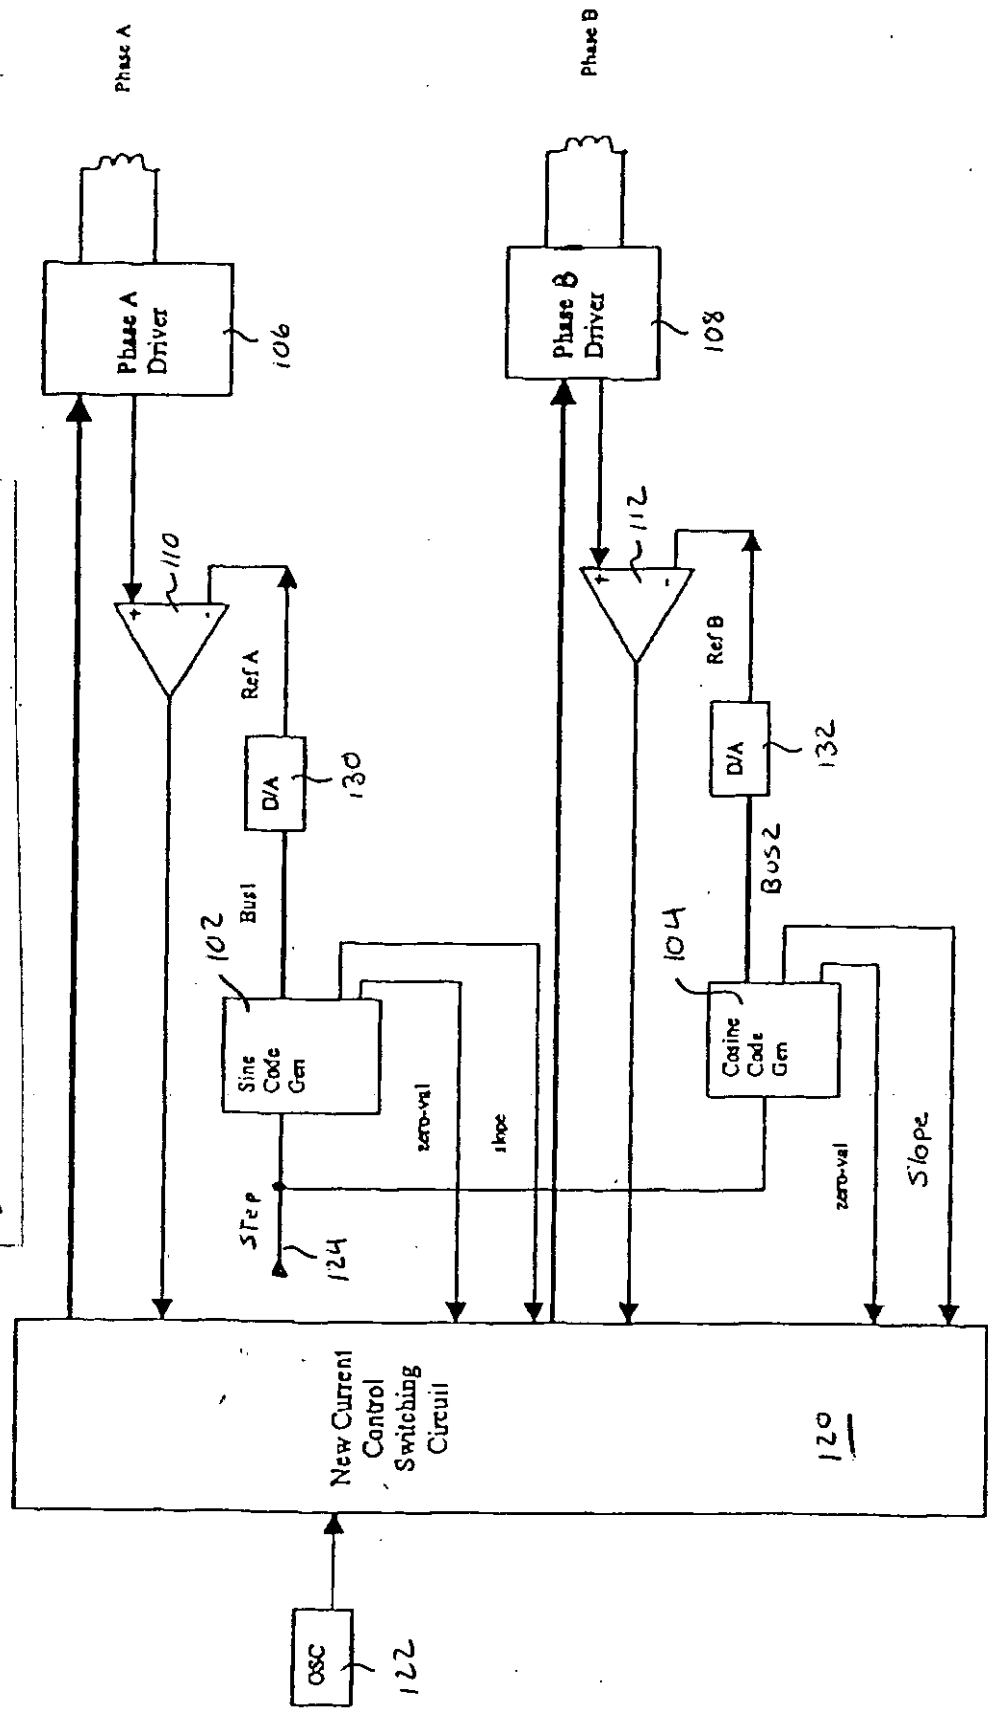 Phase A
Phase B
Phase A
Driver
106
Phase B
Driver
108
+
-
110
+
-
112
Ref A
D/A
130
Bus1
102
Sine
Code
Gen
Ref B
D/A
132
BUS2
104
Cosine
Code
Gen
STEP
124
zero-val
slope
zero-val
Slope
New Current
Control
Switching
Circuit
120
OSC
122